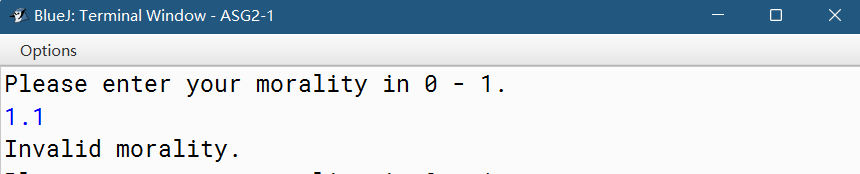 BlueJ: Terminal Window - ASG2-1
Options
Please enter your morality in 0 - 1.
1.1
Invalid morality.